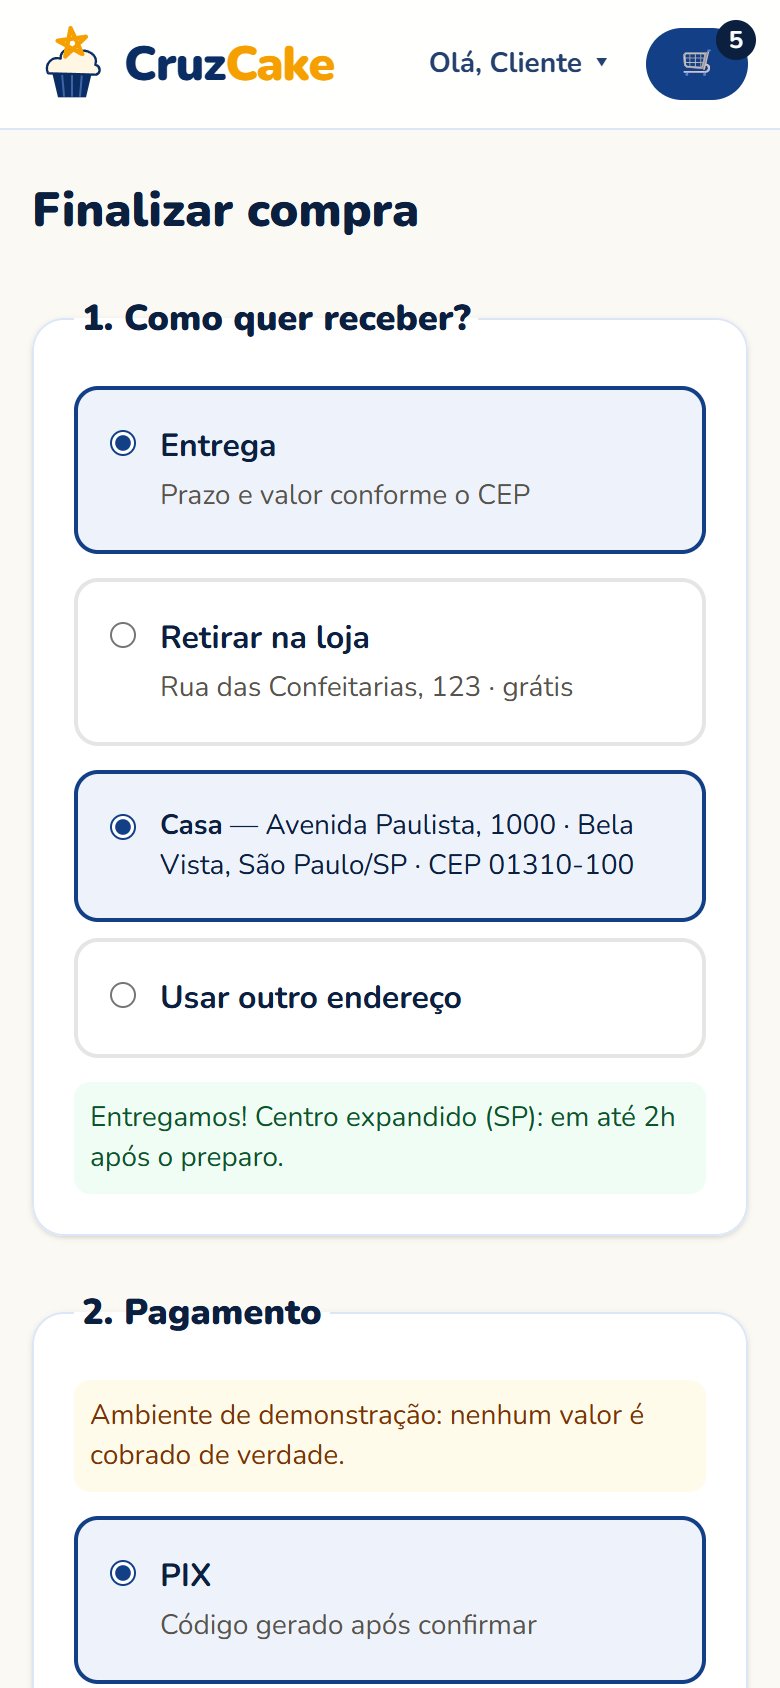 CruzCake
Olá, Cliente ▼
5
Finalizar compra
1. Como quer receber?
Entrega
Prazo e valor conforme o CEP
Retirar na loja
Rua das Confeitarias, 123 · grátis
Casa — Avenida Paulista, 1000 · Bela
Vista, São Paulo/SP · CEP 01310-100
Usar outro endereço
Entregamos! Centro expandido (SP): em até 2h
após o preparo.
2. Pagamento
Ambiente de demonstração: nenhum valor é
cobrado de verdade.
PIX
Código gerado após confirmar